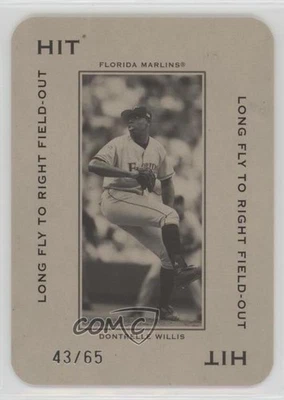 HIT
FLORIDA MARLINS®
LONG FLY TO RIGHT FIELD-OUT
LONG FLY TO RIGHT FIELD-OUT
DONTRELLE WILLIS
43/65
HIT